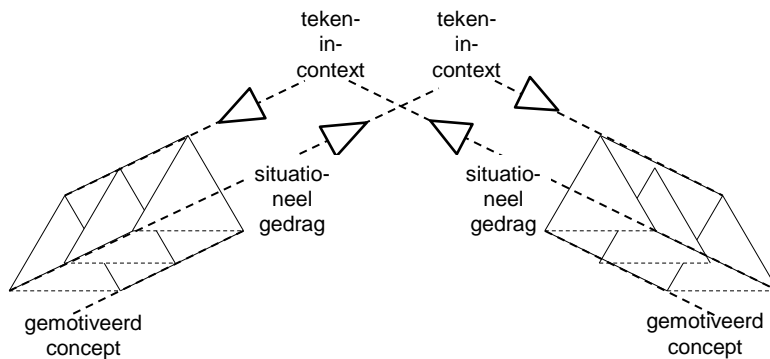 teken-
in-
context
teken-
in-
context
situatio-
neel
gedrag
situatio-
neel
gedrag
gemotiveerd
concept
gemotiveerd
concept